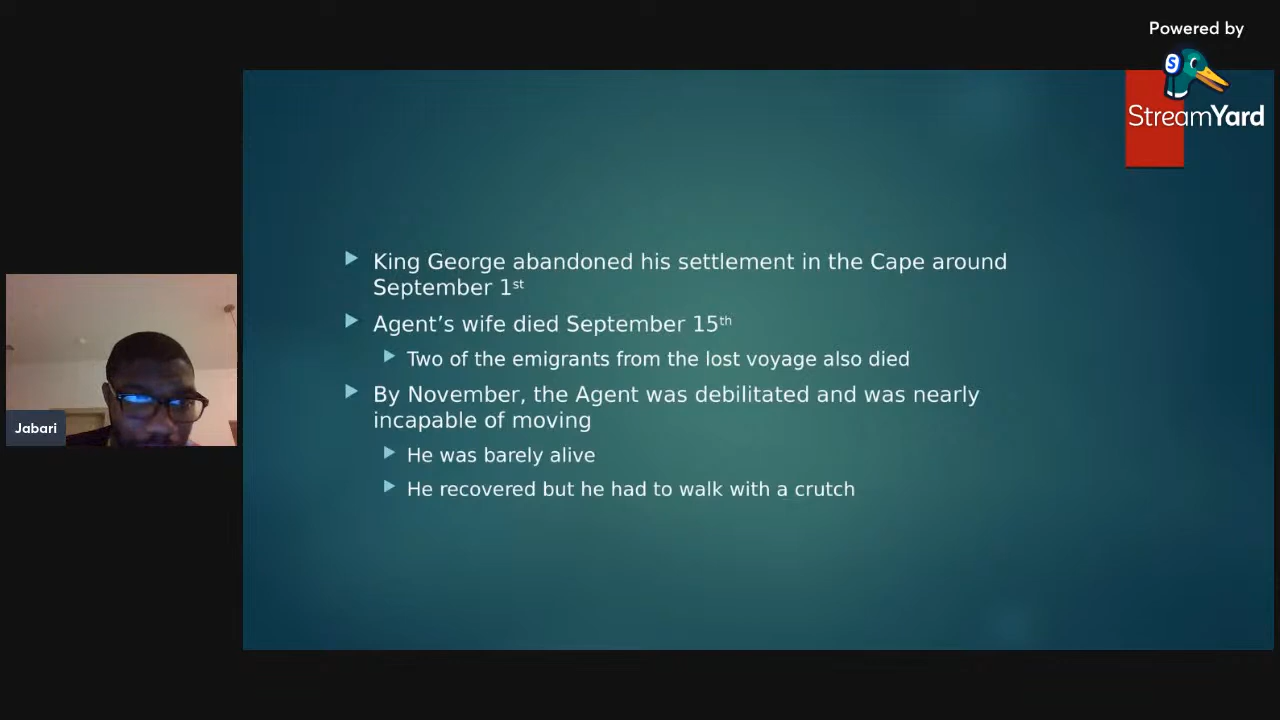 Powered by
S
StreamYard
King George abandoned his settlement in the Cape around
September 1st
Agent's wife died September 15th
Two of the emigrants from the lost voyage also died
By November, the Agent was debilitated and was nearly
incapable of moving
He was barely alive
He recovered but he had to walk with a crutch
Jabari